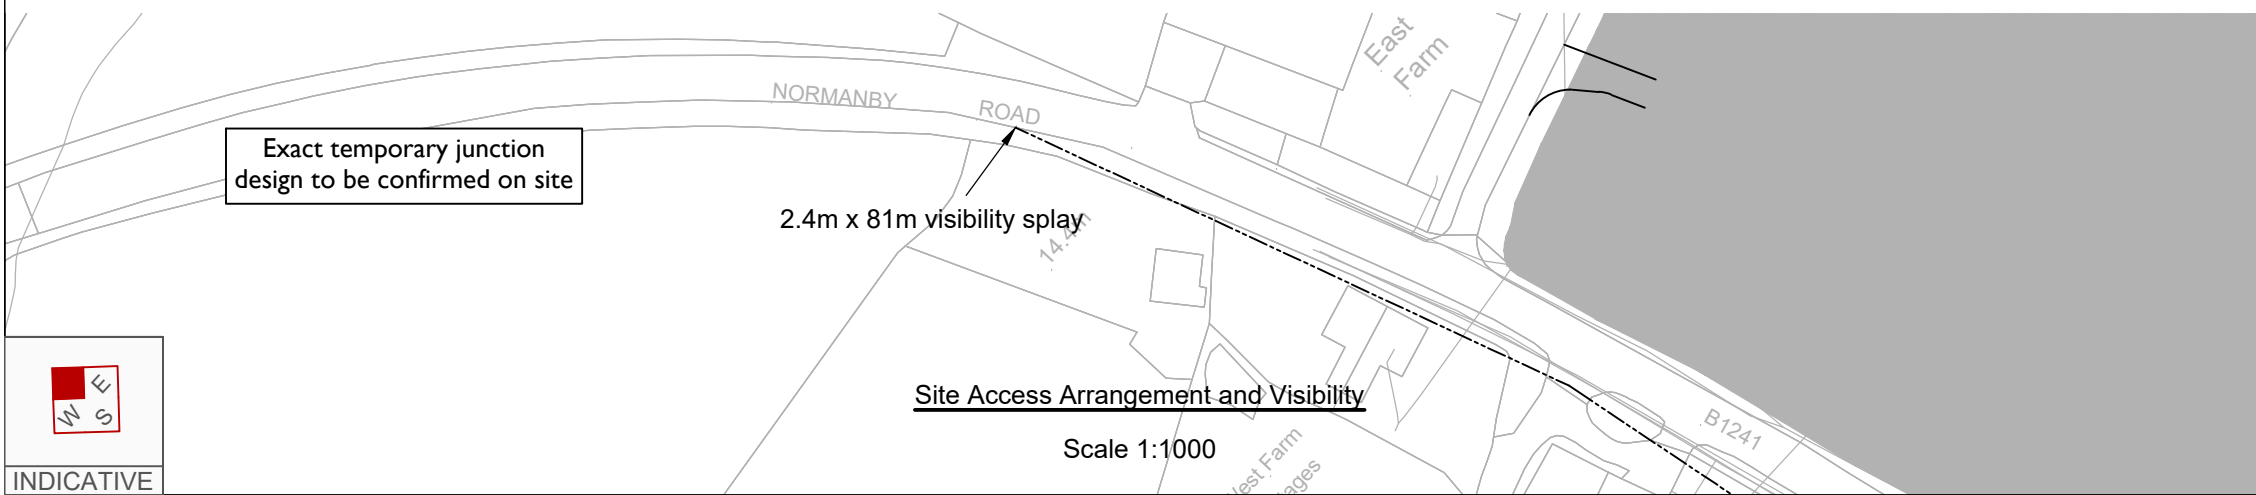 East
Farm
NORMANBY ROAD
Exact temporary junction
design to be confirmed on site
2.4m x 81m visibility splay
14.4m
W
E
S
INDICATIVE
Site Access Arrangement and Visibility
Scale 1:1000
Farm
B1241